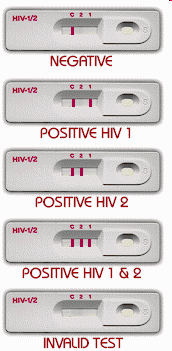 HIV-1/2 C 2 1
NEGATIVE
HIV-1/2 C 2 1
POSITIVE HIV 1
HIV-1/2 C 2 1
POSITIVE HIV 2
HIV-1/2 C 2 1
POSITIVE HIV 1 & 2
HIV-1/2 C 2 1
INVALID TEST